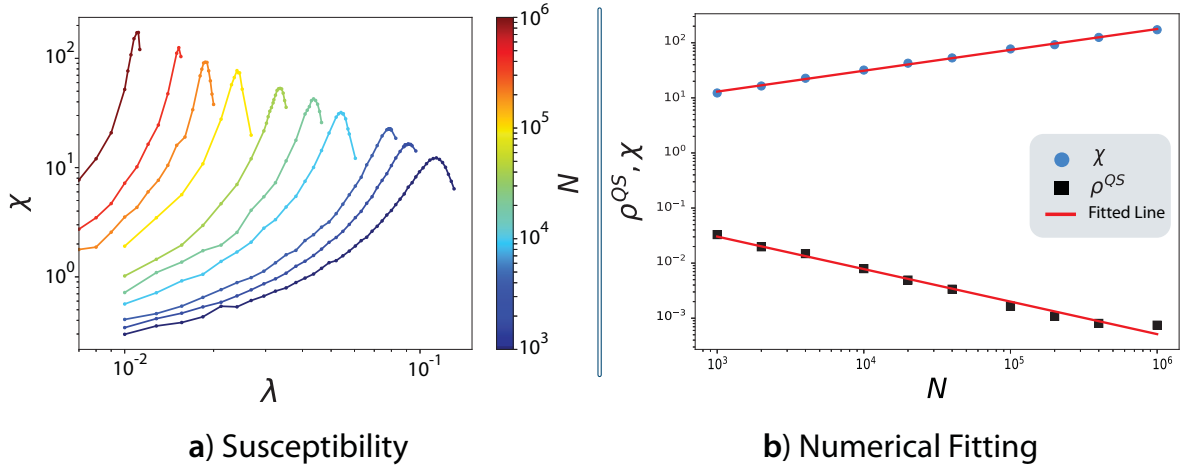 χ
10²
10¹
10⁰
10⁻²
10⁻¹
λ
10⁶
10⁵
10⁴
10³
N
a) Susceptibility
ρ^QS, χ
10²
10¹
10⁰
10⁻¹
10⁻²
10⁻³
10³
10⁴
10⁵
10⁶
N
χ
ρ^QS
Fitted Line
b) Numerical Fitting